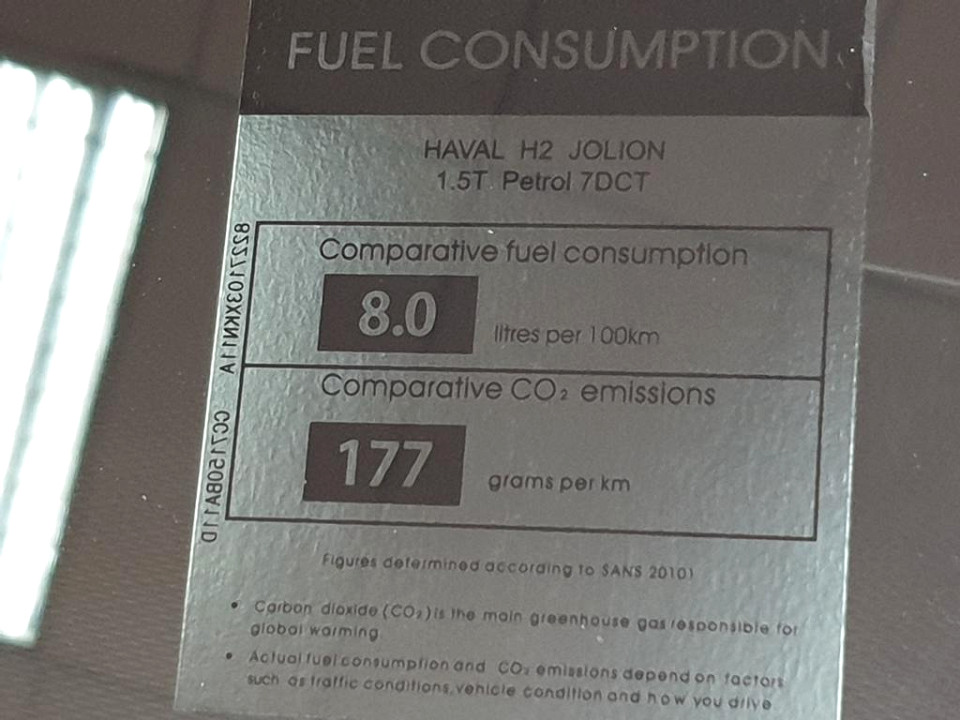 FUEL CONSUMPTION
HAVAL H2 JOLION
1.5T Petrol 7DCT
Comparative fuel consumption
8.0 litres per 100km
Comparative CO₂ emissions
177 grams per km
Figures determined according to SANS 20101
• Carbon dioxide (CO₂) is the main greenhouse gas responsible for
global warming
• Actual fuel consumption and CO₂ emissions depend on factors
such as traffic conditions, vehicle condition and how you drive
8227103XKN11A CC7150BA11D